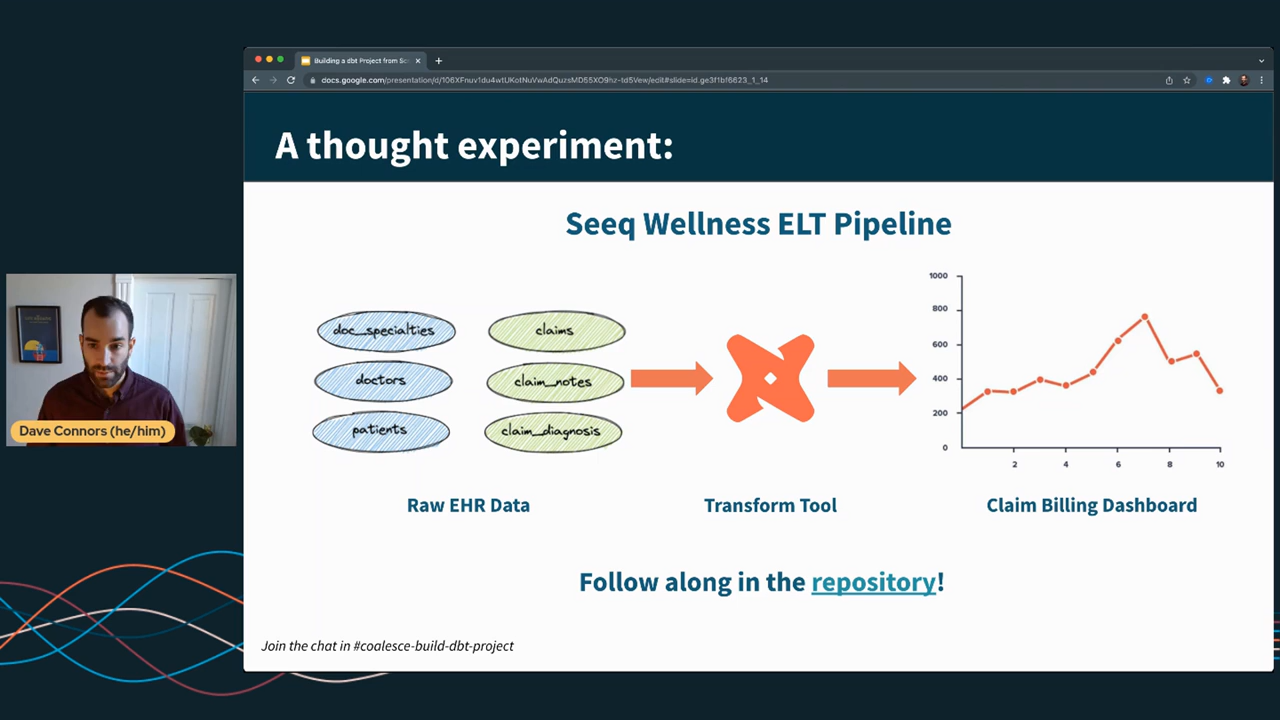 Building a dbt Project from Scr
docs.google.com/presentation/d/106XFnuv1du4wtUKotNuVwAdQuzsMD55XO9hz-td5Vew/edit#slide=id.ge3f1bf6623_1_14
A thought experiment:
Seeq Wellness ELT Pipeline
doc_specialties
claims
doctors
claim_notes
patients
claim_diagnosis
1000
800
600
400
200
0
2
4
6
8
10
Raw EHR Data
Transform Tool
Claim Billing Dashboard
Follow along in the repository!
Join the chat in #coalesce-build-dbt-project
Dave Connors (he/him)